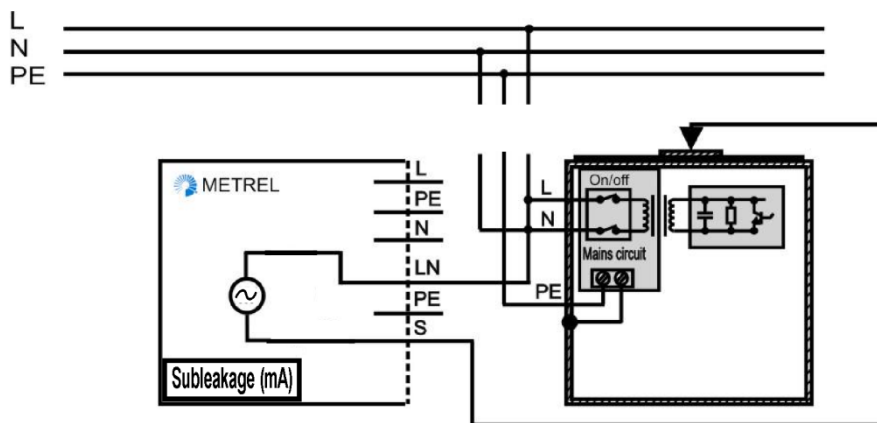 L
N
PE
METREL
L
PE
N
LN
PE
S
Subleakage (mA)
L
N
PE
On/off
Mains circuit